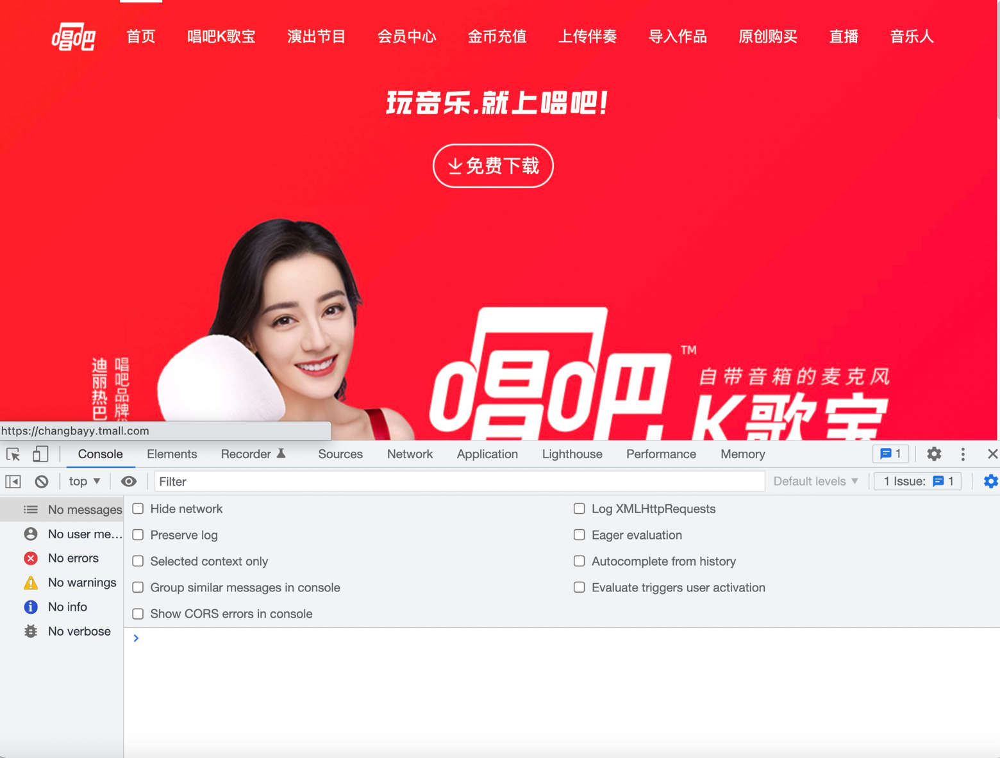 唱吧 首页 唱吧K歌宝 演出节目 会员中心 金币充值 上传伴奏 导入作品 原创购买 直播 音乐人
玩音乐.就上唱吧!
免费下载
唱吧品牌
迪丽热巴
唱吧 TM
自带音箱的麦克风
K歌宝
https://changbayy.tmall.com
Console Elements Recorder Sources Network Application Lighthouse Performance Memory 1
top Filter Default levels 1 Issue: 1
No messages
No user me...
No errors
No warnings
No info
No verbose
Hide network
Preserve log
Selected context only
Group similar messages in console
Show CORS errors in console
Log XMLHttpRequests
Eager evaluation
Autocomplete from history
Evaluate triggers user activation